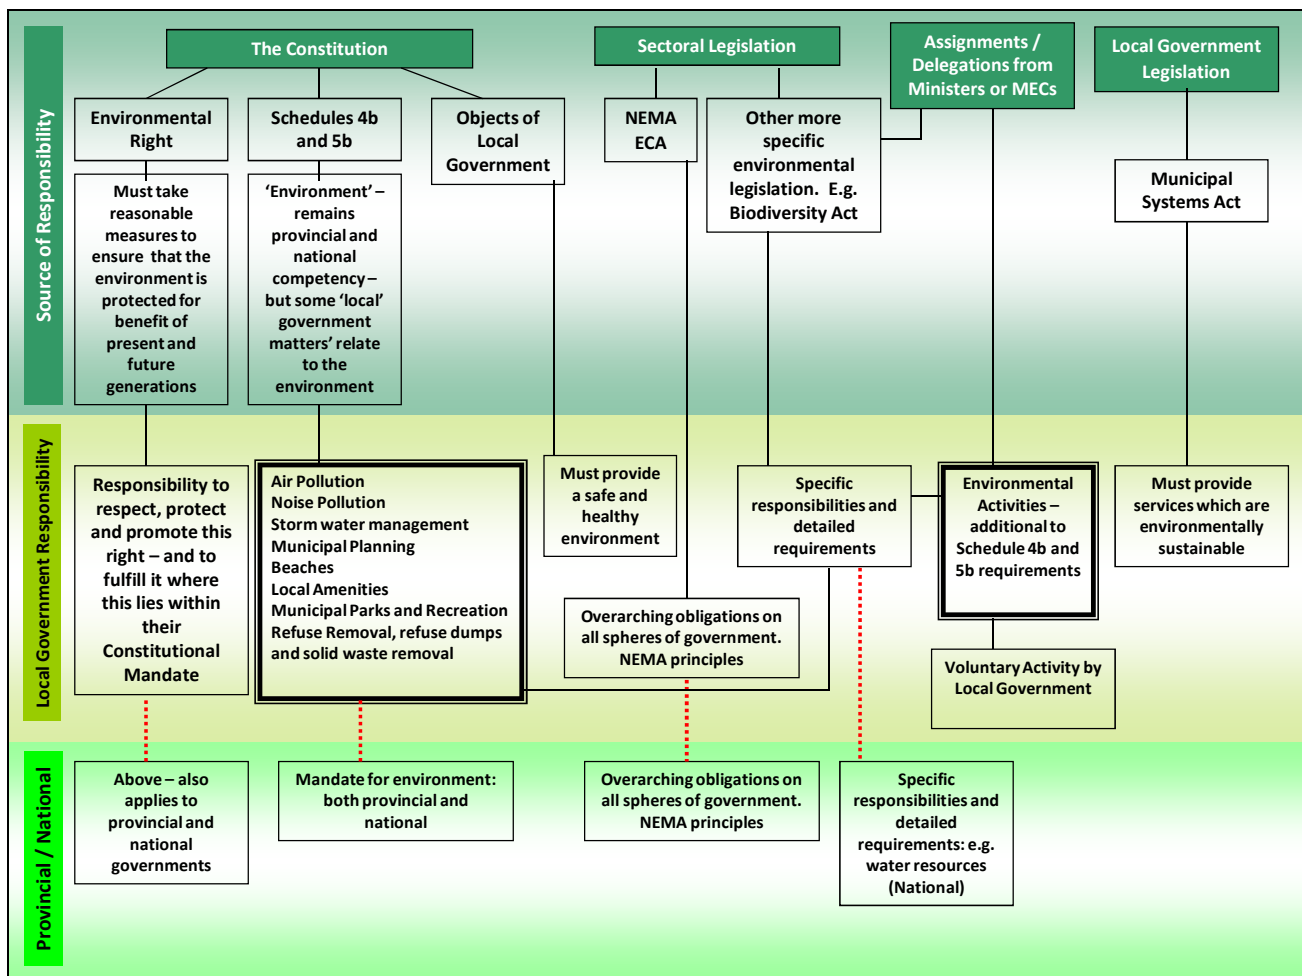 Source of Responsibility
The Constitution
Sectoral Legislation
Assignments /
Delegations from
Ministers or MECs
Local Government
Legislation
Environmental
Right
Schedules 4b
and 5b
Objects of
Local
Government
NEMA
ECA
Other more
specific
environmental
legislation.  E.g.
Biodiversity Act
Municipal
Systems Act
Must take
reasonable
measures to
ensure  that the
environment is
protected for
benefit of
present and
future
generations
‘Environment’ –
remains
provincial and
national
competency –
but some ‘local’
government
matters’ relate
to the
environment
Local Government Responsibility
Responsibility to
respect, protect
and promote this
right – and to
fulfill it where
this lies within
their
Constitutional
Mandate
Air Pollution
Noise Pollution
Storm water management
Municipal Planning
Beaches
Local Amenities
Municipal Parks and Recreation
Refuse Removal, refuse dumps
and solid waste removal
Must provide
a safe and
healthy
environment
Overarching obligations on
all spheres of government.
NEMA principles
Specific
responsibilities and
detailed
requirements
Environmental
Activities –
additional to
Schedule 4b and
5b requirements
Must provide
services which are
environmentally
sustainable
Voluntary Activity by
Local Government
Provincial / National
Above – also
applies to
provincial and
national
governments
Mandate for environment:
both provincial and
national
Overarching obligations on
all spheres of government.
NEMA principles
Specific
responsibilities and
detailed
requirements: e.g.
water resources
(National)